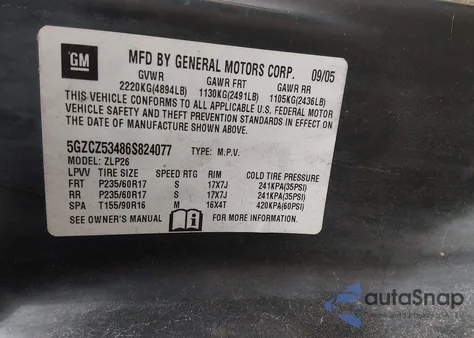 GM
MFD BY GENERAL MOTORS CORP. 09/05
GVWR GAWR FRT GAWR RR
2220KG(4894LB) 1130KG(2491LB) 1105KG(2436LB)
THIS VEHICLE CONFORMS TO ALL APPLICABLE U.S. FEDERAL MOTOR
VEHICLE SAFETY AND THEFT PREVENTION STANDARDS IN EFFECT ON
THE DATE OF MANUFACTURE SHOWN ABOVE.
5GZCZ53486S824077 TYPE: M.P.V.
MODEL: ZLP26
LPVV TIRE SIZE SPEED RTG RIM COLD TIRE PRESSURE
FRT P235/60R17 S 17X7J 241KPA(35PSI)
RR P235/60R17 S 17X7J 241KPA(35PSI)
SPA T155/90R16 M 16X4T 420KPA(60PSI)
SEE OWNER'S MANUAL FOR MORE INFORMATION.
autoSnap